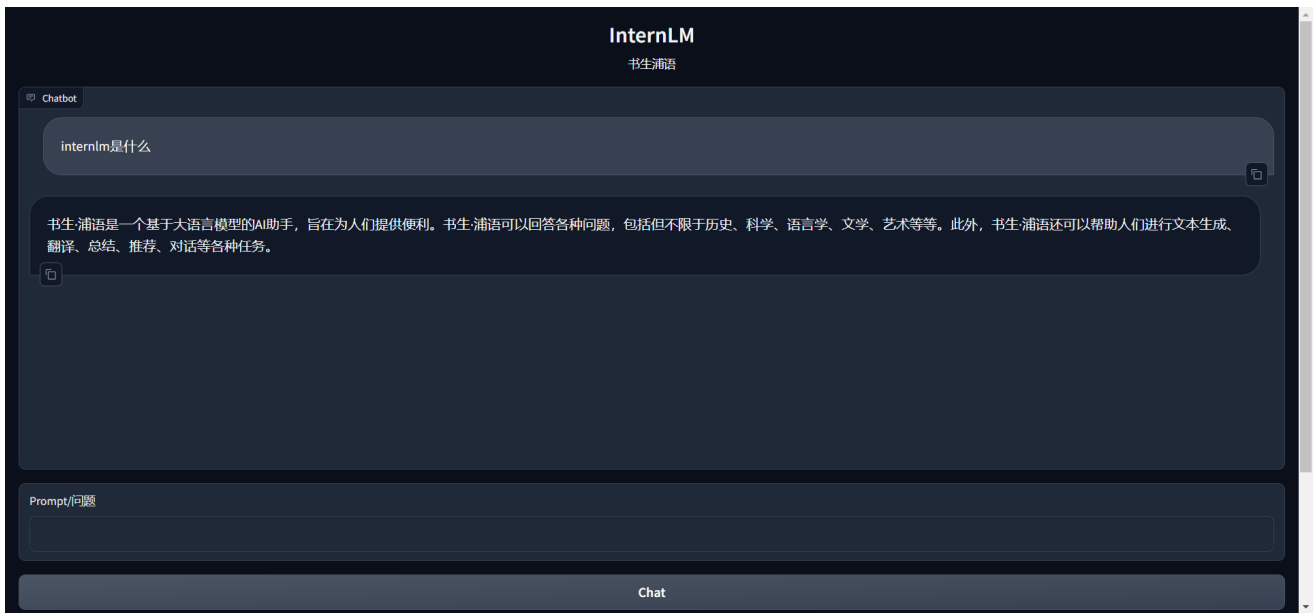 InternLM
书生浦语
Chatbot
internlm是什么
书生·浦语是一个基于大语言模型的AI助手，旨在为人们提供便利。书生·浦语可以回答各种问题，包括但不限于历史、科学、语言学、文学、艺术等等。此外，书生·浦语还可以帮助人们进行文本生成、
翻译、总结、推荐、对话等各种任务。
Prompt/问题
Chat